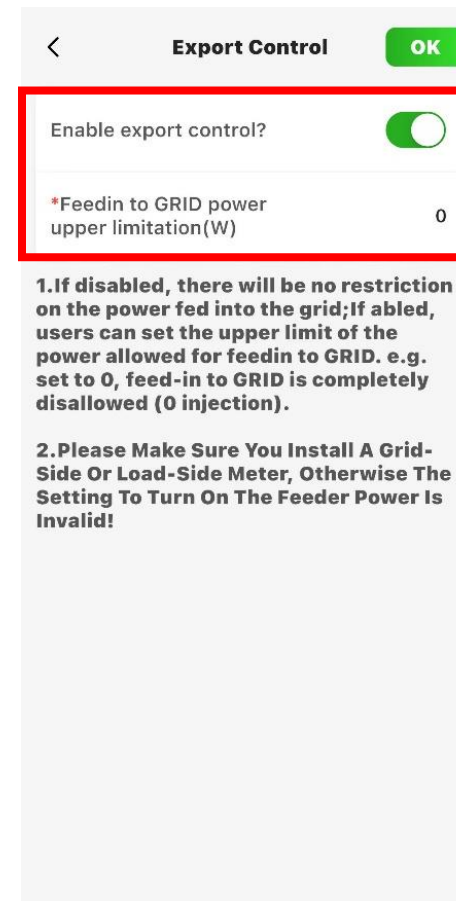 Export Control
OK
Enable export control?
*Feedin to GRID power
upper limitation(W)
0
1.If disabled, there will be no restriction
on the power fed into the grid;If abled,
users can set the upper limit of the
power allowed for feedin to GRID. e.g.
set to 0, feed-in to GRID is completely
disallowed (0 injection).
2.Please Make Sure You Install A Grid-
Side Or Load-Side Meter, Otherwise The
Setting To Turn On The Feeder Power Is
Invalid!